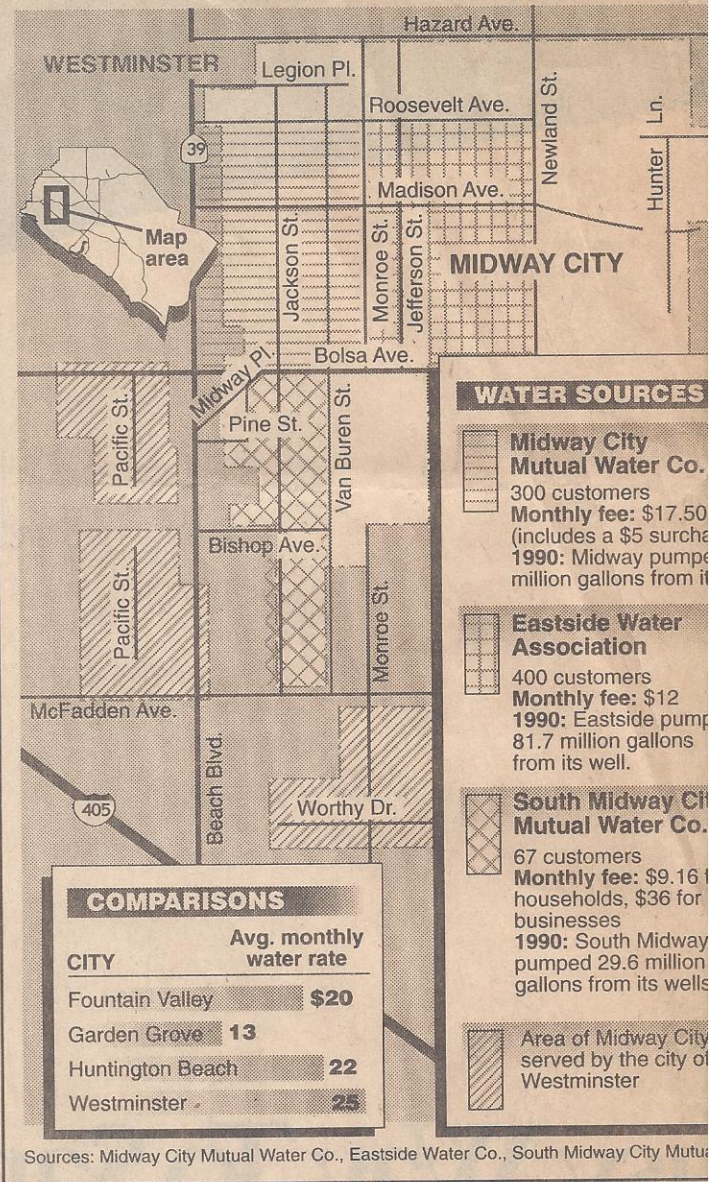 Hazard Ave.
WESTMINSTER
Legion Pl.
Roosevelt Ave.
Newland St.
Hunter Ln.
39
Madison Ave.
Map
area
Jackson St.
Monroe St.
Jefferson St.
MIDWAY CITY
Bolsa Ave.
Midway Pl.
Pacific St.
Pine St.
Van Buren St.
Bishop Ave.
Pacific St.
Monroe St.
McFadden Ave.
Beach Blvd.
405
Worthy Dr.
WATER SOURCES
Midway City
Mutual Water Co.
300 customers
Monthly fee: $17.50
(includes a $5 surcha
1990: Midway pumpe
million gallons from it
Eastside Water
Association
400 customers
Monthly fee: $12
1990: Eastside pump
81.7 million gallons
from its well.
South Midway Cit
Mutual Water Co.
67 customers
Monthly fee: $9.16 f
households, $36 for
businesses
1990: South Midway
pumped 29.6 million
gallons from its wells
Area of Midway City
served by the city of
Westminster
COMPARISONS
CITY Avg. monthly
water rate
Fountain Valley $20
Garden Grove 13
Huntington Beach 22
Westminster 25
Sources: Midway City Mutual Water Co., Eastside Water Co., South Midway City Mutua